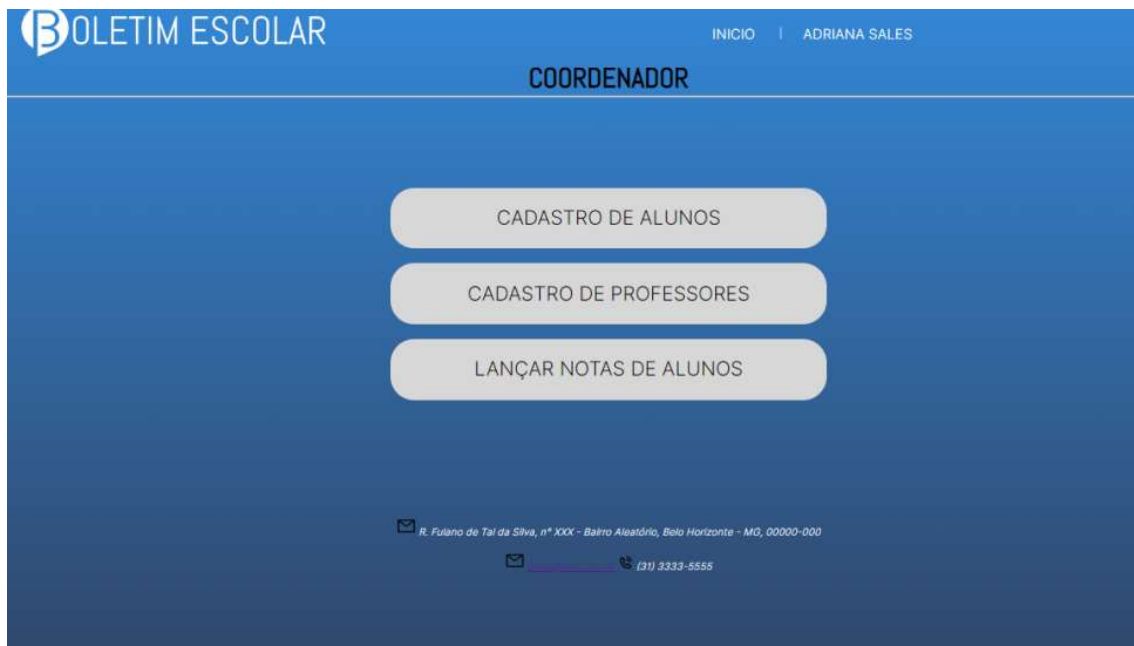 BOLETIM ESCOLAR
INICIO | ADRIANA SALES
COORDENADOR
CADASTRO DE ALUNOS
CADASTRO DE PROFESSORES
LANÇAR NOTAS DE ALUNOS
R. Fulano de Tal da Silva, nº XXX - Bairro Aleatório, Belo Horizonte - MG, 00000-000
(31) 3333-5555